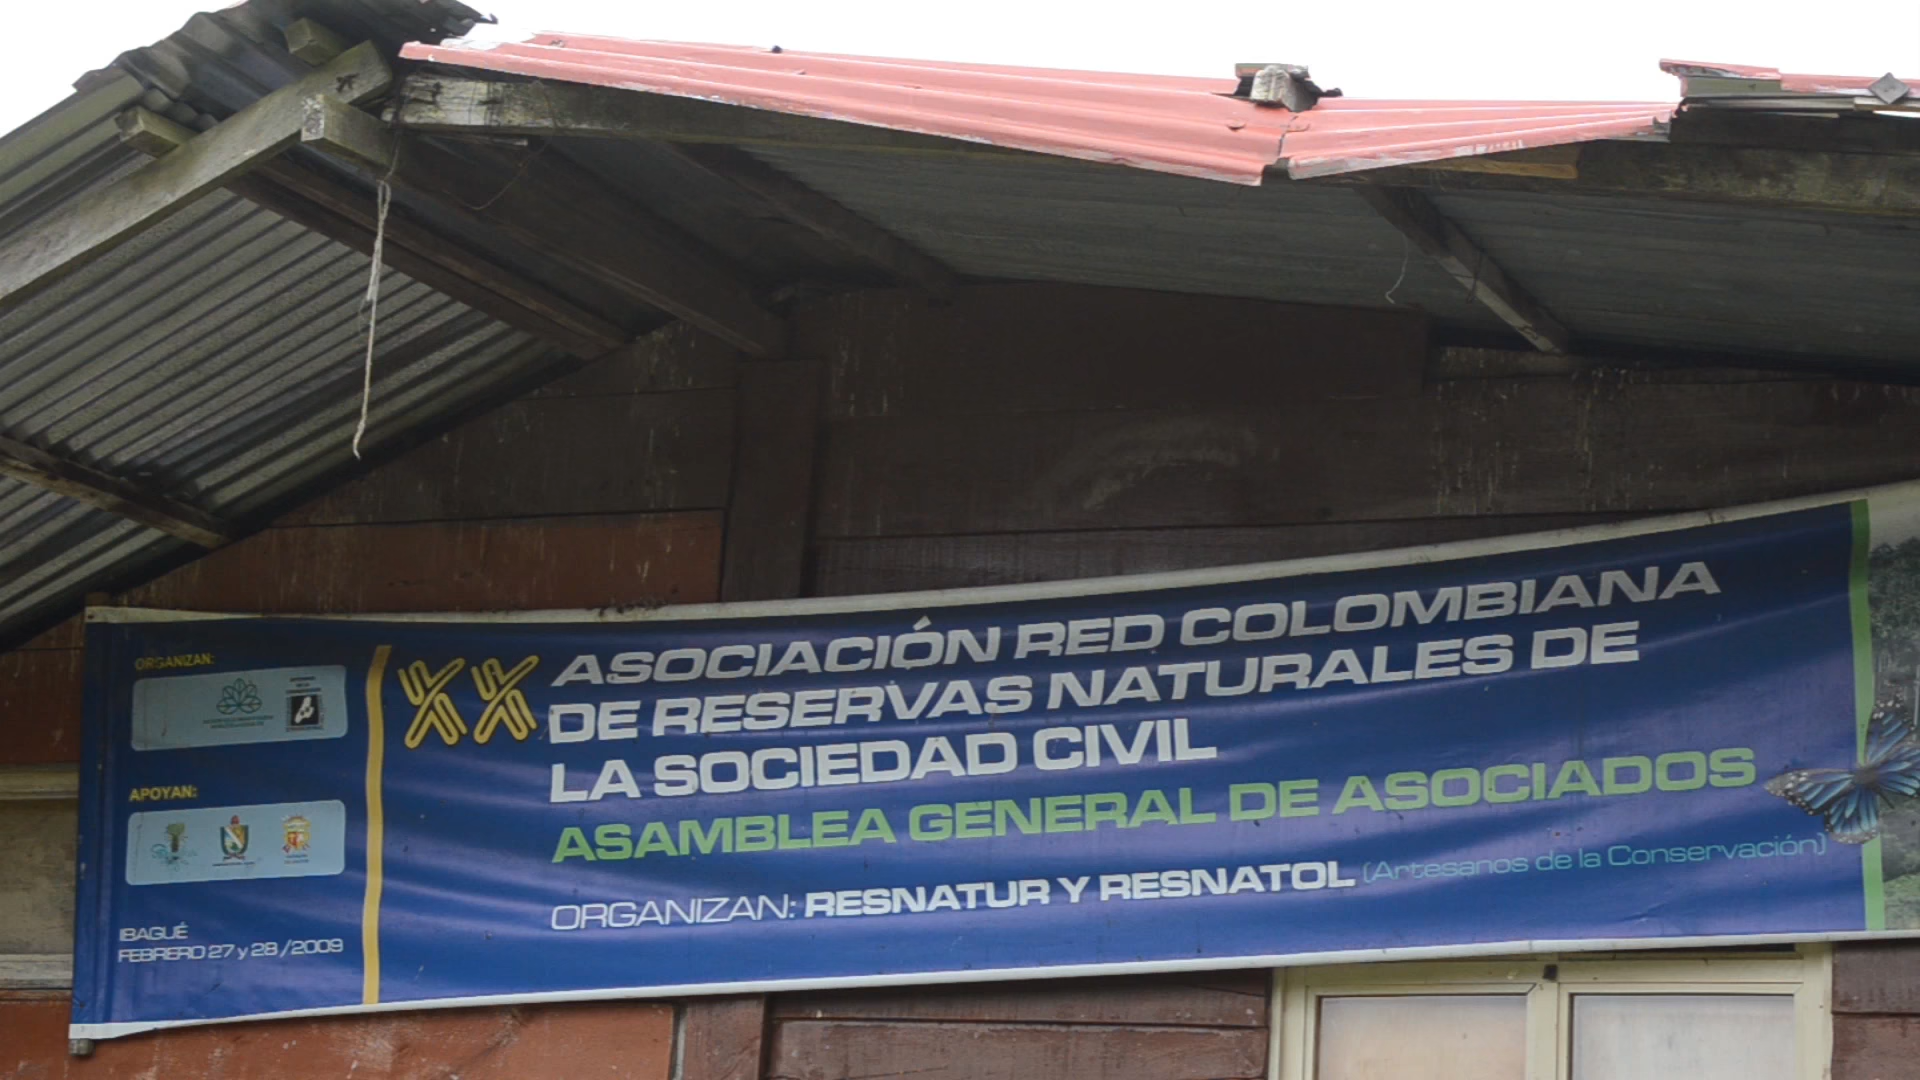 ORGANIZAN:
APOYAN:
IBAGUÉ
FEBRERO 27 y 28 / 2009
XX
ASOCIACIÓN RED COLOMBIANA
DE RESERVAS NATURALES DE
LA SOCIEDAD CIVIL
ASAMBLEA GENERAL DE ASOCIADOS
ORGANIZAN: RESNATUR Y RESNATOL (Artesanos de la Conservación)